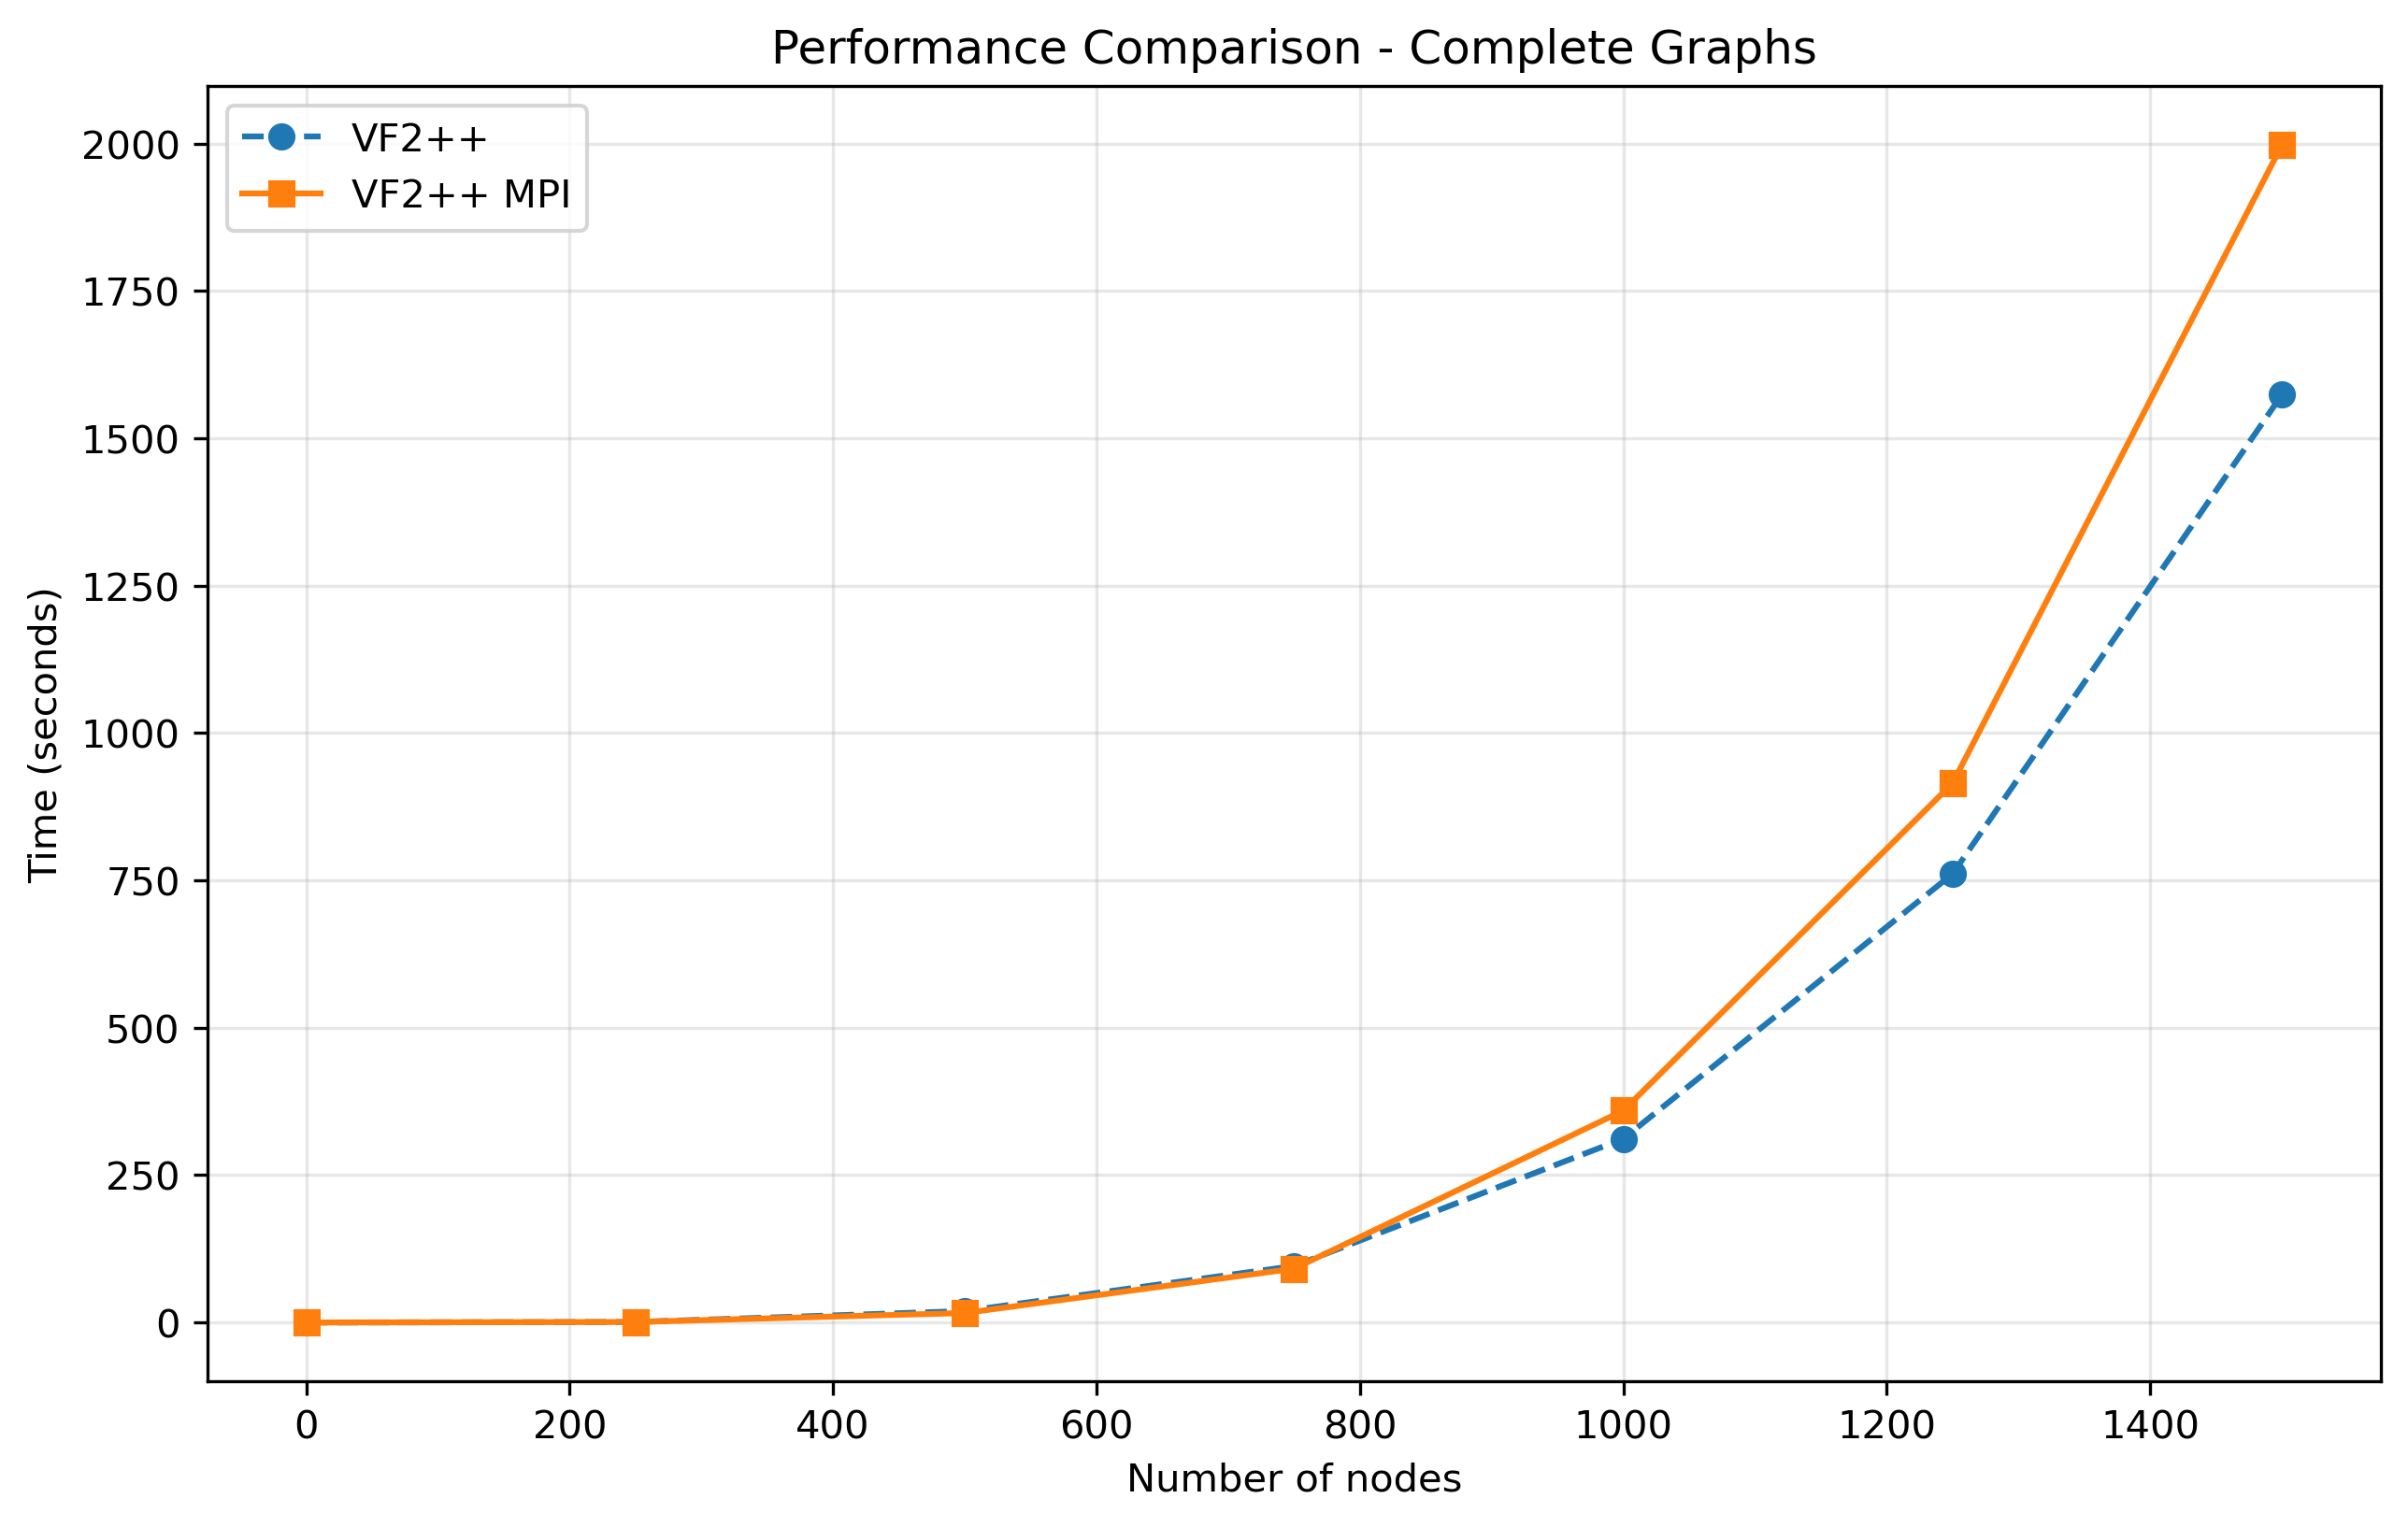 Performance Comparison - Complete Graphs
VF2++
VF2++ MPI
2000
1750
1500
1250
1000
750
500
250
0
Time (seconds)
0 200 400 600 800 1000 1200 1400
Number of nodes